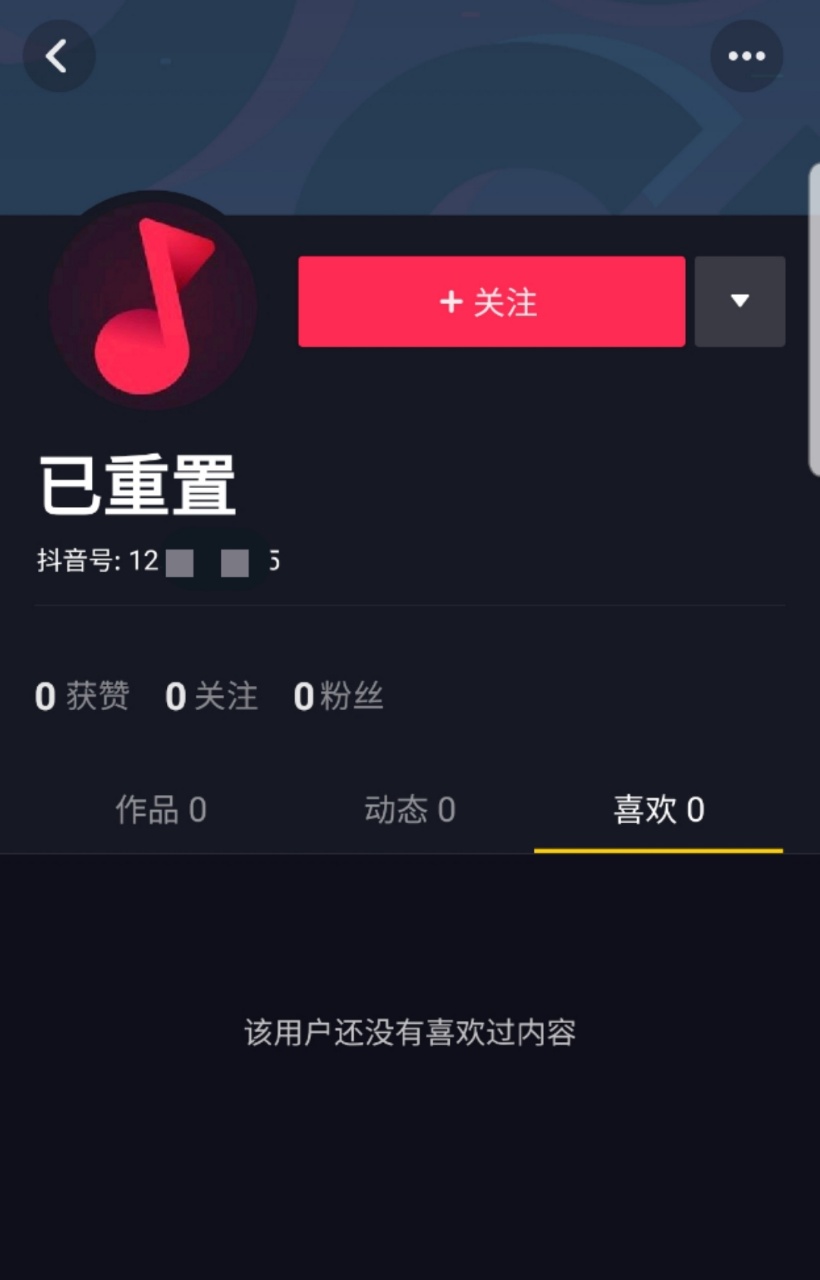 + 关注
已重置
抖音号: 12 5
0 获赞 0 关注 0 粉丝
作品 0 动态 0 喜欢 0
该用户还没有喜欢过内容